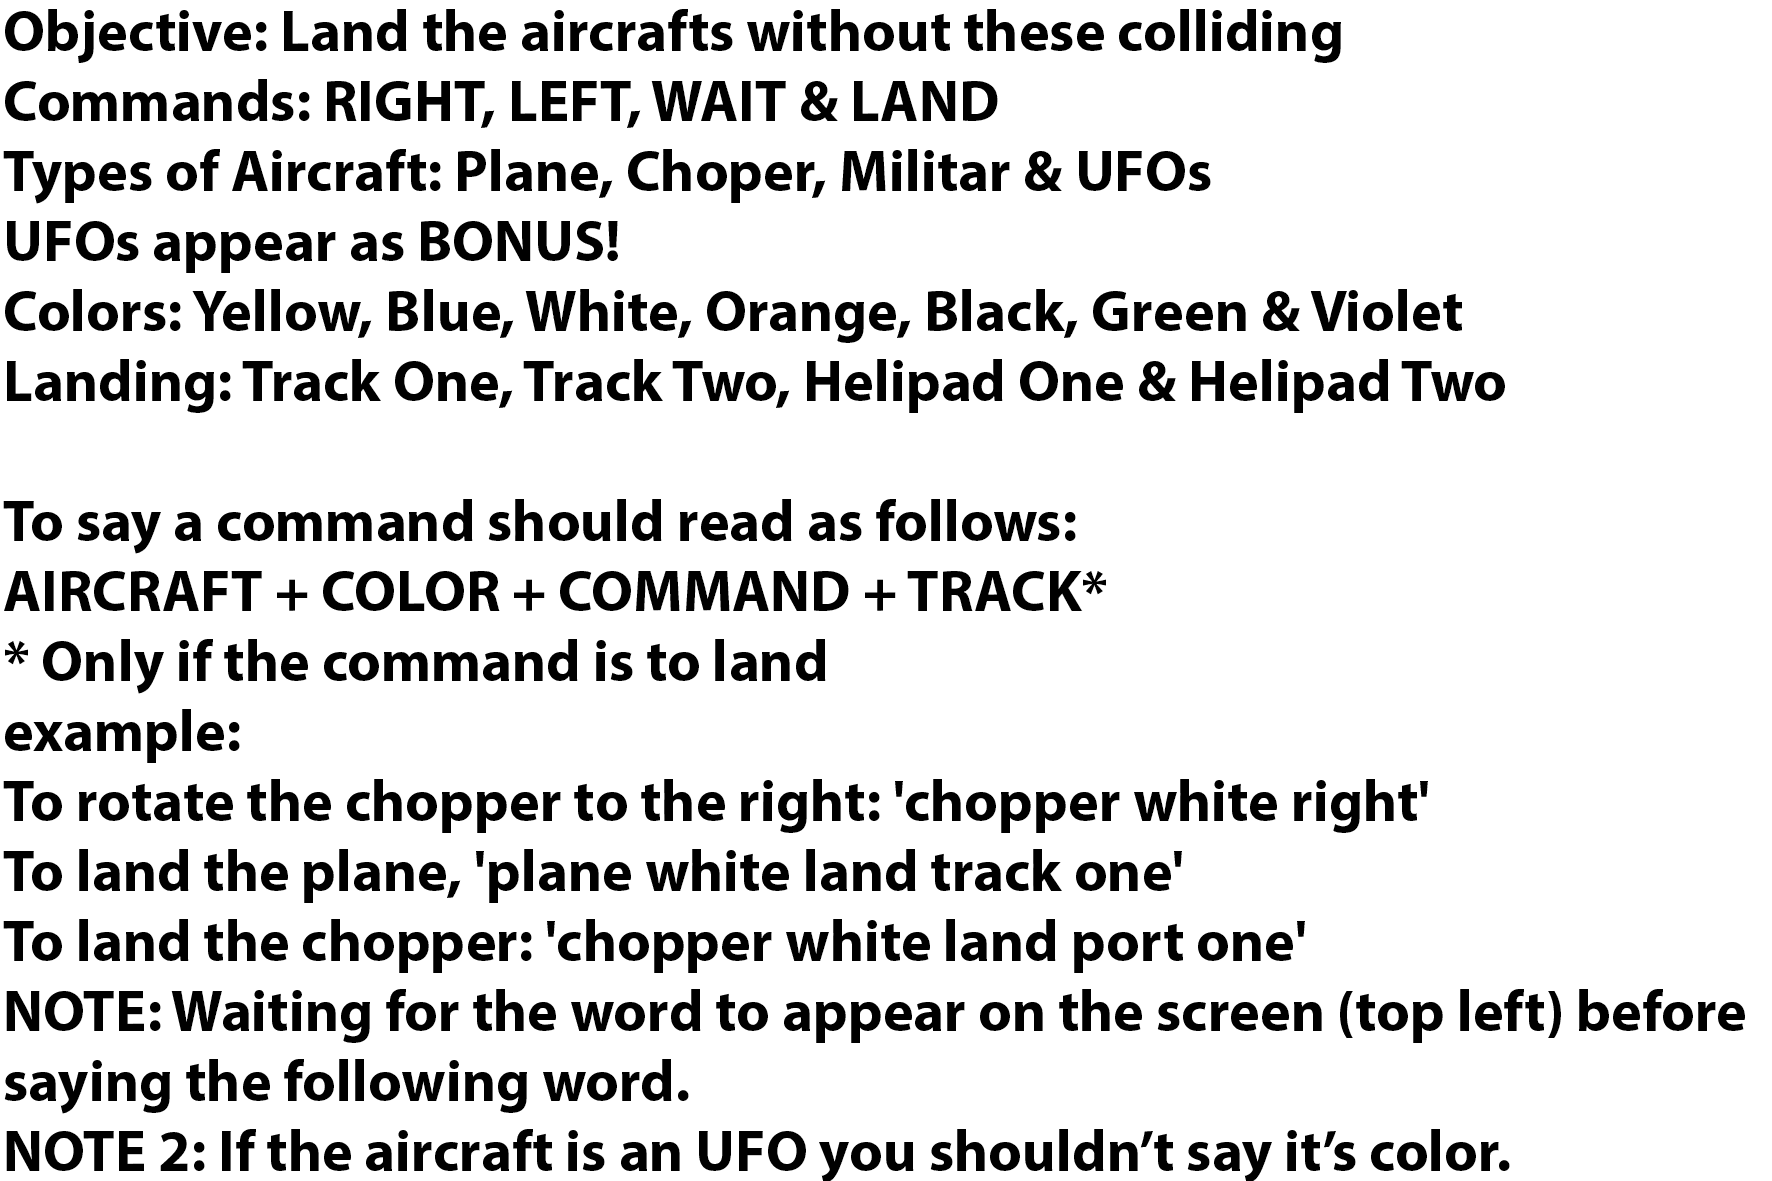 Objective: Land the aircrafts without these colliding
Commands: RIGHT, LEFT, WAIT & LAND
Types of Aircraft: Plane, Choper, Militar & UFOs
UFOs appear as BONUS!
Colors: Yellow, Blue, White, Orange, Black, Green & Violet
Landing: Track One, Track Two, Helipad One & Helipad Two
To say a command should read as follows:
AIRCRAFT + COLOR + COMMAND + TRACK*
* Only if the command is to land
example:
To rotate the chopper to the right: 'chopper white right'
To land the plane, 'plane white land track one'
To land the chopper: 'chopper white land port one'
NOTE: Waiting for the word to appear on the screen (top left) before
saying the following word.
NOTE 2: If the aircraft is an UFO you shouldn’t say it’s color.